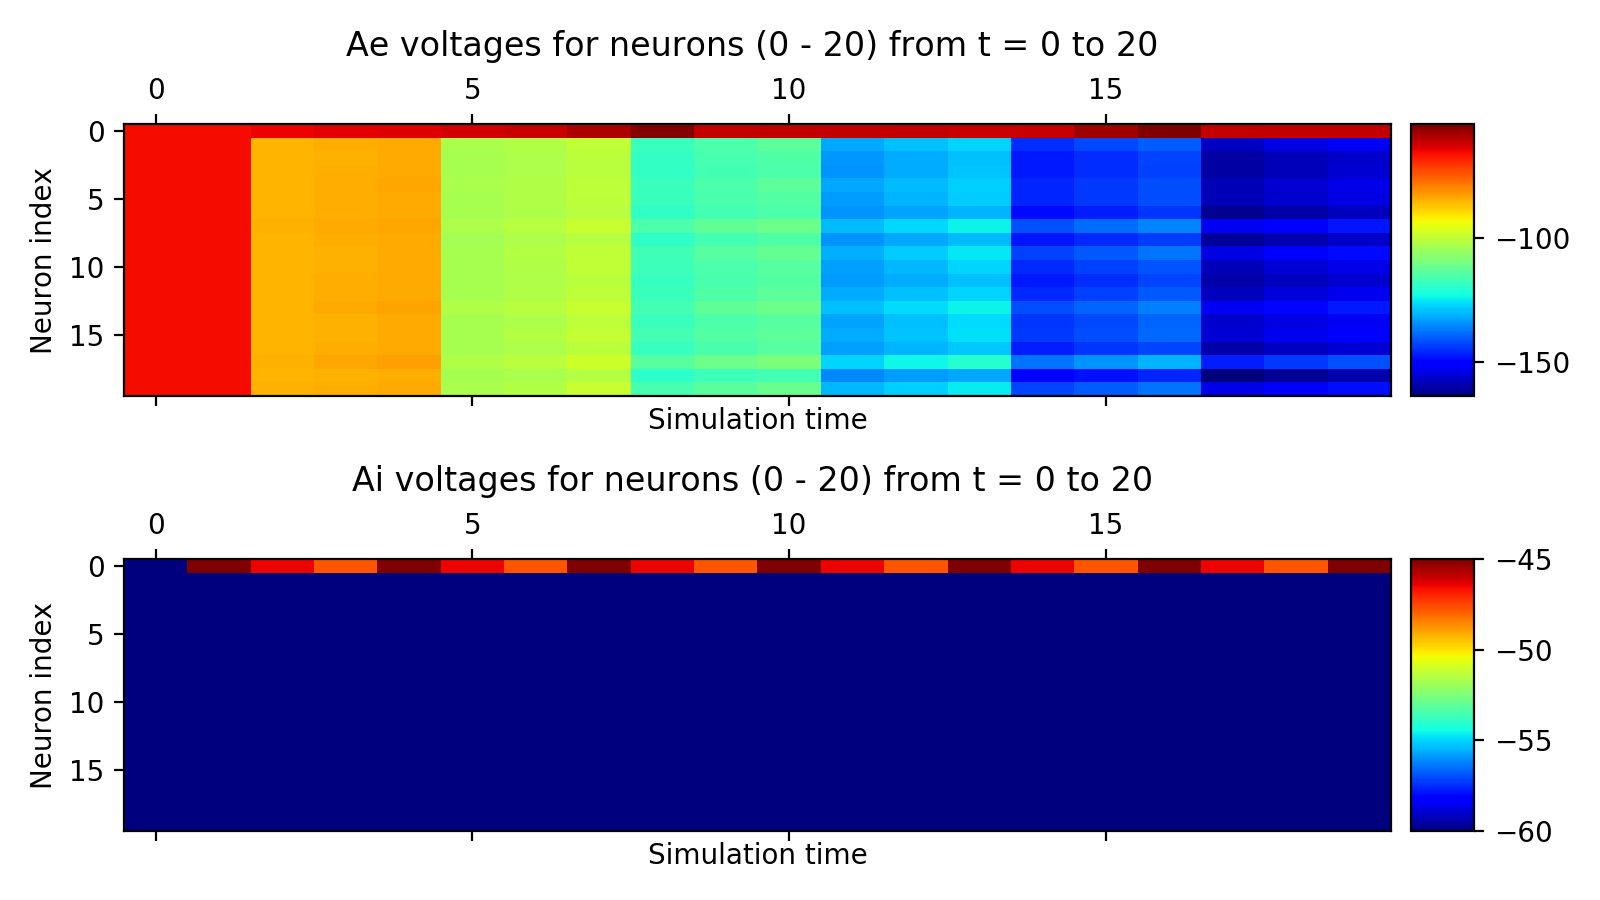 Ae voltages for neurons (0 - 20) from t = 0 to 20
0 5 10 15
Neuron index
0
5
10
15
−100
−150
Simulation time
Ai voltages for neurons (0 - 20) from t = 0 to 20
0 5 10 15
Neuron index
0
5
10
15
−45
−50
−55
−60
Simulation time